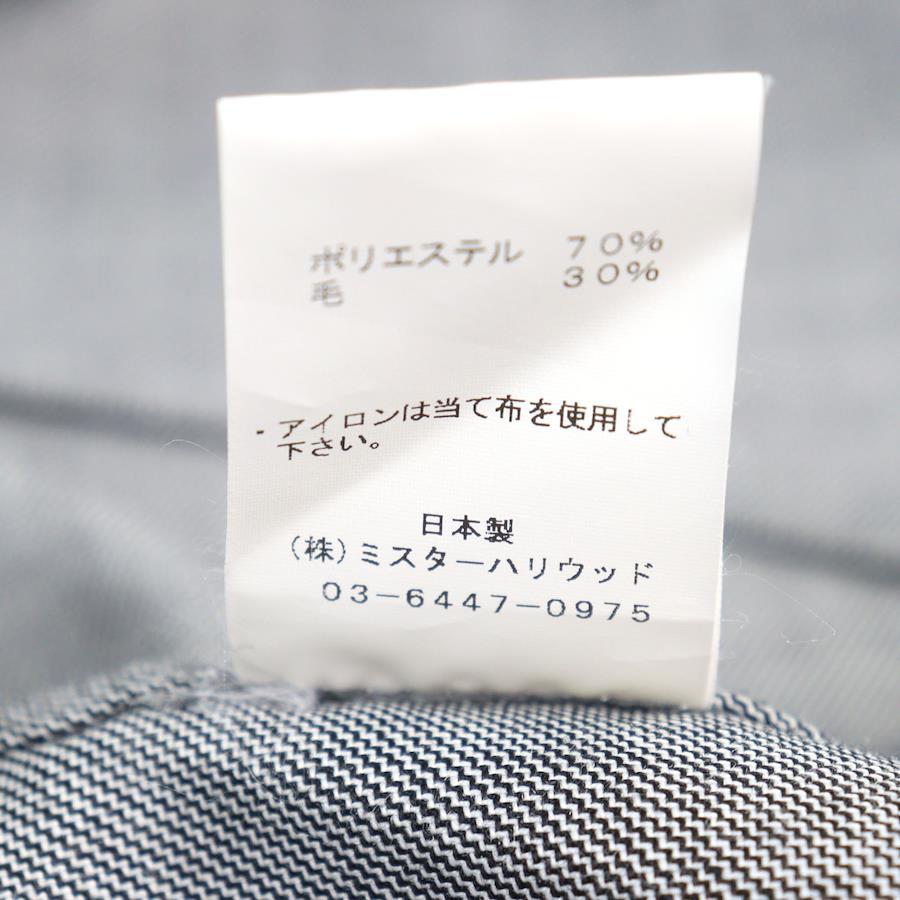 ポリエステル ７０％
毛 ３０％
・アイロンは当て布を使用して
下さい。
日本製
（株）ミスターハリウッド
０３－６４４７－０９７５